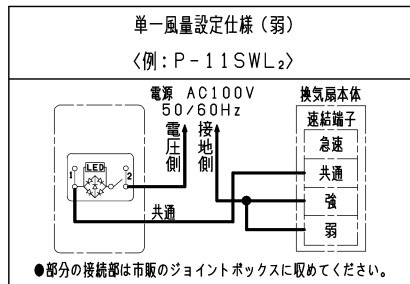 単一風量設定仕様（弱）
〈例：P-11SWL₂〉
電源 AC100V
50/60Hz
電圧側
接地側
換気扇本体
速結端子
急速
共通
強
弱
LED
1
2
共通
●部分の接続部は市販のジョイントボックスに収めてください。